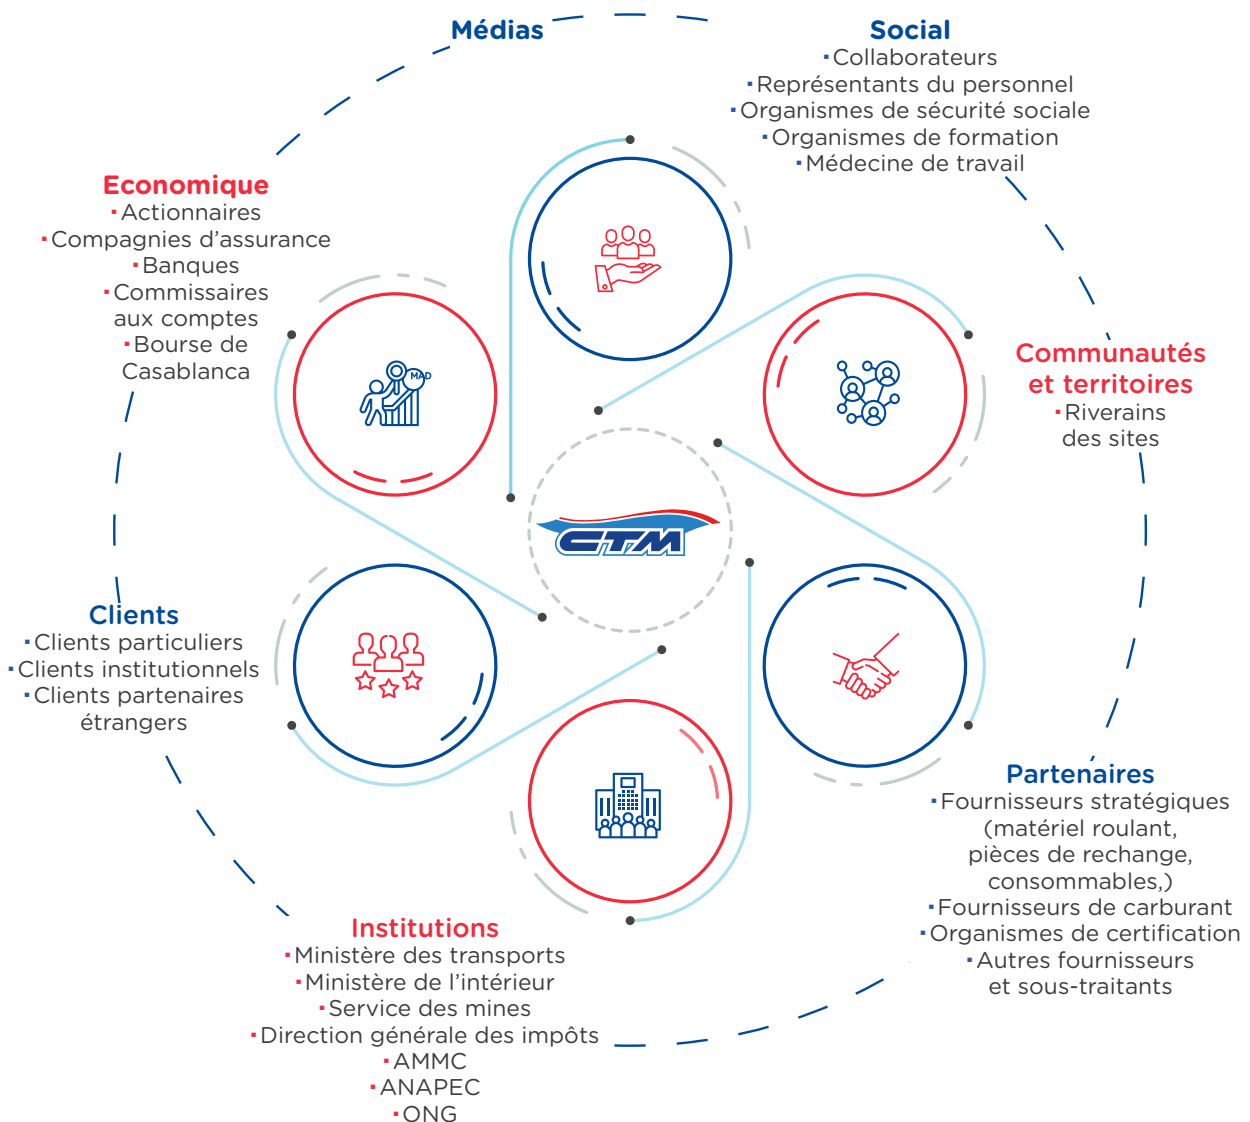 Médias
Social
▪Collaborateurs
▪Représentants du personnel
▪Organismes de sécurité sociale
▪Organismes de formation
▪Médecine de travail
Economique
▪Actionnaires
▪Compagnies d’assurance
▪Banques
▪Commissaires
aux comptes
▪Bourse de
Casablanca
MAD
Communautés
et territoires
▪Riverains
des sites
CTM
Clients
▪Clients particuliers
▪Clients institutionnels
▪Clients partenaires
étrangers
Partenaires
▪Fournisseurs stratégiques
(matériel roulant,
pièces de rechange,
consommables,)
▪Fournisseurs de carburant
▪Organismes de certification
▪Autres fournisseurs
et sous-traitants
Institutions
▪Ministère des transports
▪Ministère de l’intérieur
▪Service des mines
▪Direction générale des impôts
▪AMMC
▪ANAPEC
▪ONG